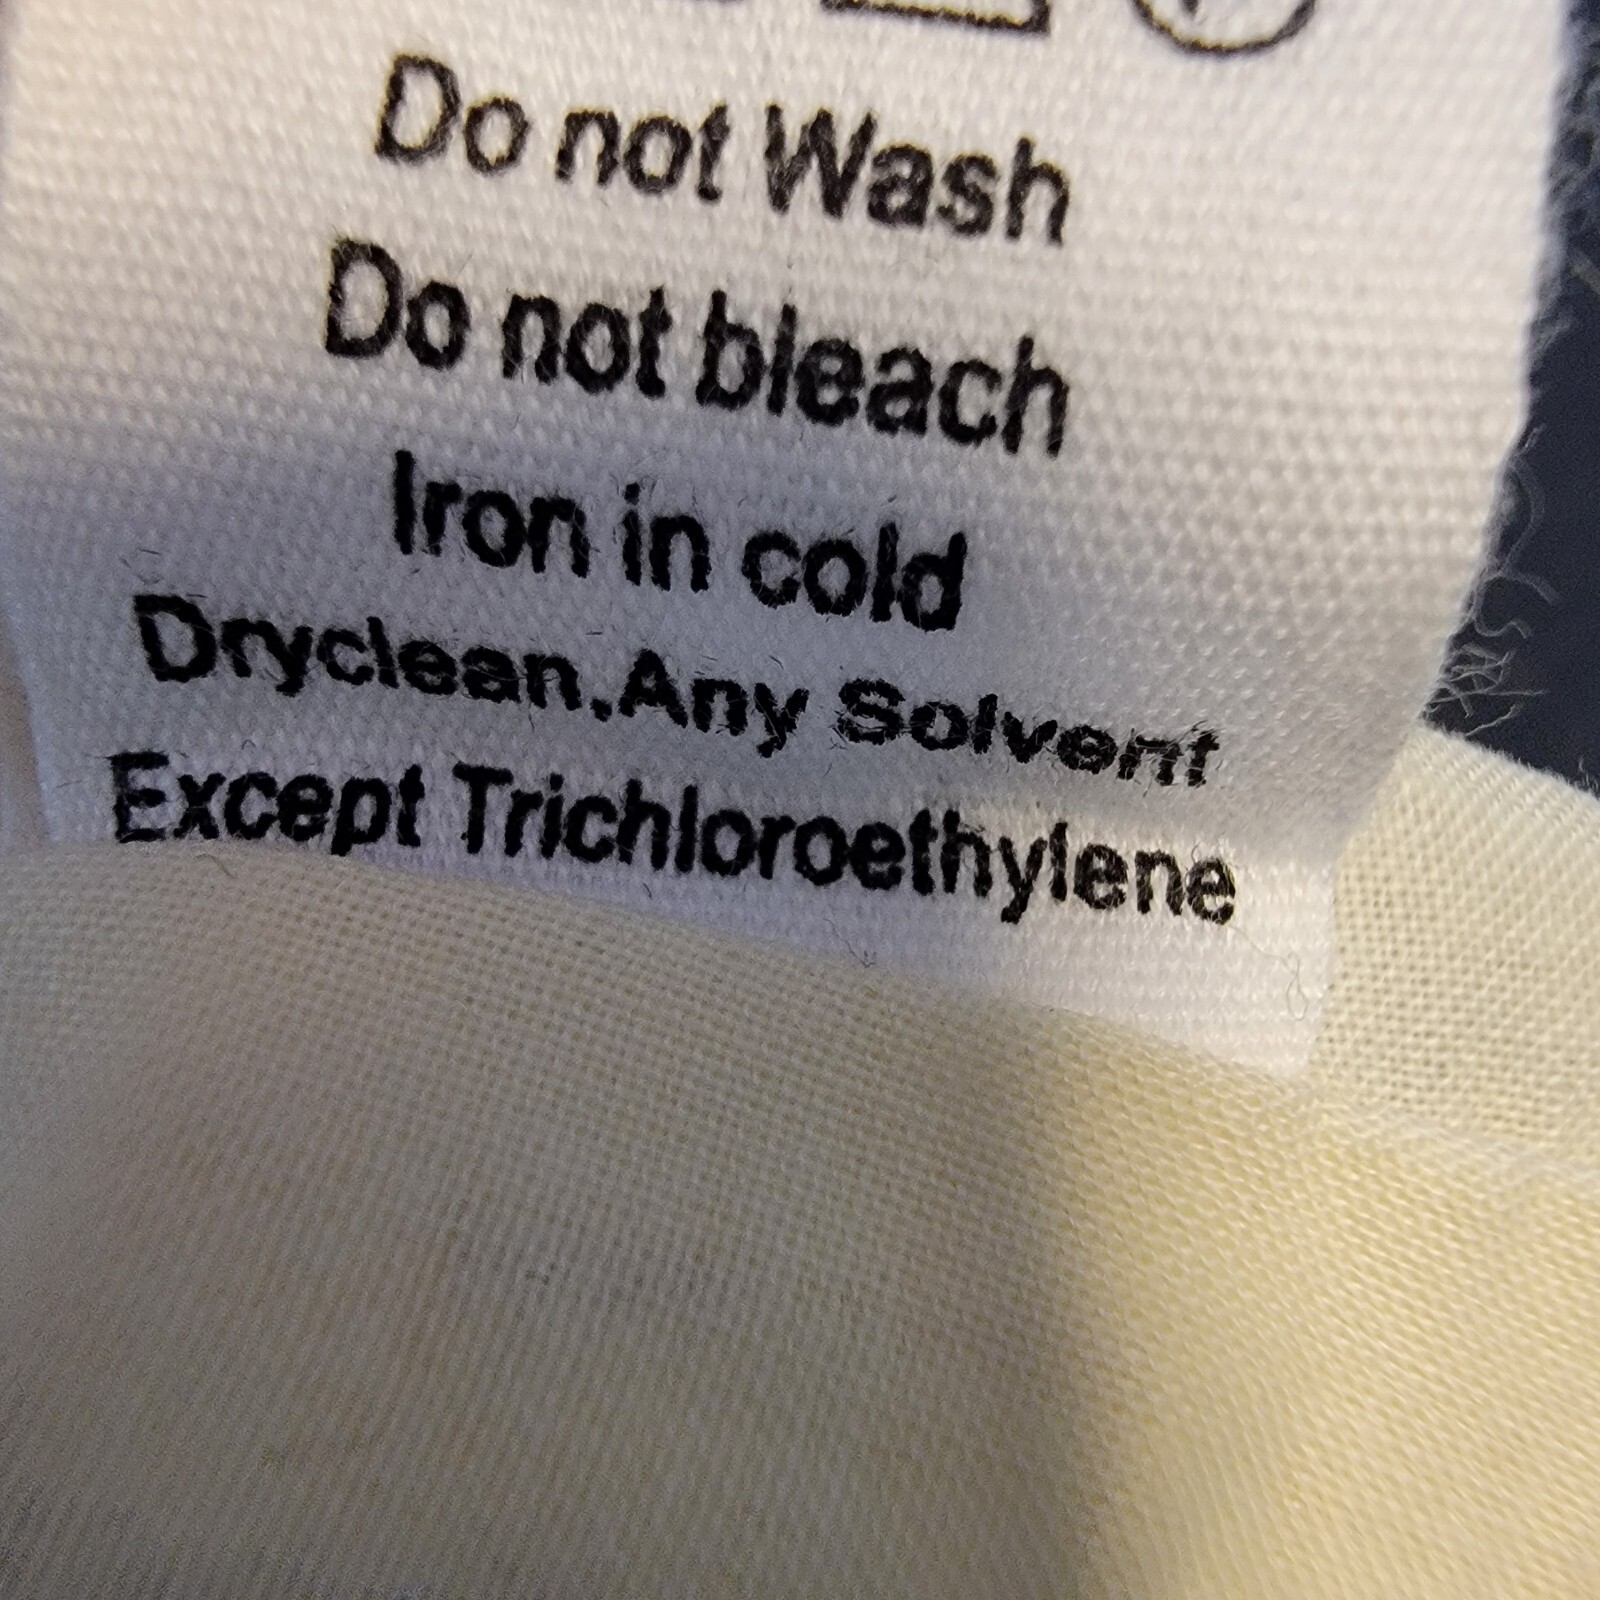 Do not Wash
Do not bleach
Iron in cold
Dryclean,Any Solvent
Except Trichloroethylene